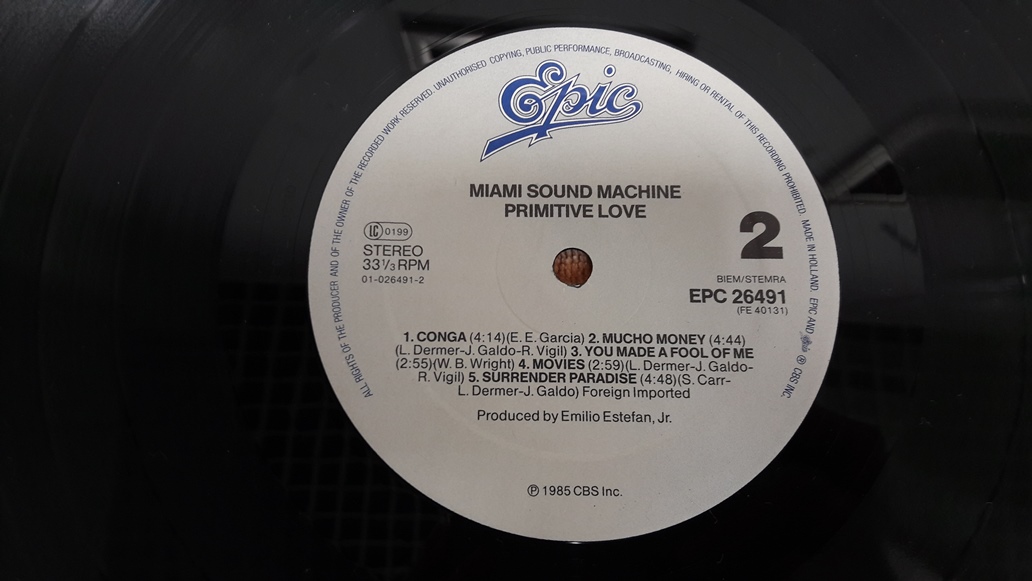 ALL RIGHTS OF THE PRODUCER AND OF THE OWNER OF THE RECORDED WORK RESERVED. UNAUTHORISED COPYING, PUBLIC PERFORMANCE, BROADCASTING, HIRING OR RENTAL OF THIS RECORDING PROHIBITED. MADE IN HOLLAND. EPIC AND Epic ® CBS INC.
Epic
MIAMI SOUND MACHINE
PRIMITIVE LOVE
2
LC 0199
STEREO
33⅓ RPM
01-026491-2
BIEM/STEMRA
EPC 26491
(FE 40131)
1. CONGA (4:14)(E. E. Garcia) 2. MUCHO MONEY (4:44)
(L. Dermer-J. Galdo-R. Vigil) 3. YOU MADE A FOOL OF ME
(2:55)(W. B. Wright) 4. MOVIES (2:59)(L. Dermer-J. Galdo-
R. Vigil) 5. SURRENDER PARADISE (4:48)(S. Carr-
L. Dermer-J. Galdo) Foreign Imported
Produced by Emilio Estefan, Jr.
℗ 1985 CBS Inc.